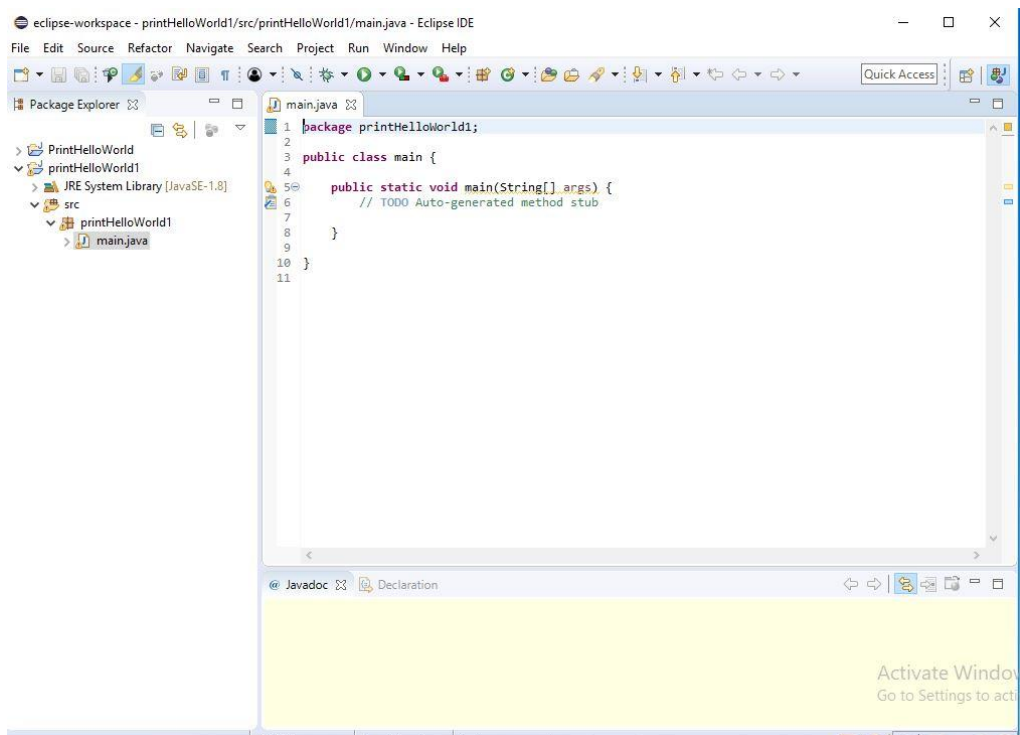 eclipse-workspace - printHelloWorld1/src/printHelloWorld1/main.java - Eclipse IDE
File Edit Source Refactor Navigate Search Project Run Window Help
Quick Access
Package Explorer
main.java
PrintHelloWorld
printHelloWorld1
JRE System Library [JavaSE-1.8]
src
printHelloWorld1
main.java
1 package printHelloWorld1;
2
3 public class main {
4
5 public static void main(String[] args) {
6 // TODO Auto-generated method stub
7
8 }
9
10 }
11
@ Javadoc Declaration
Activate Window
Go to Settings to acti